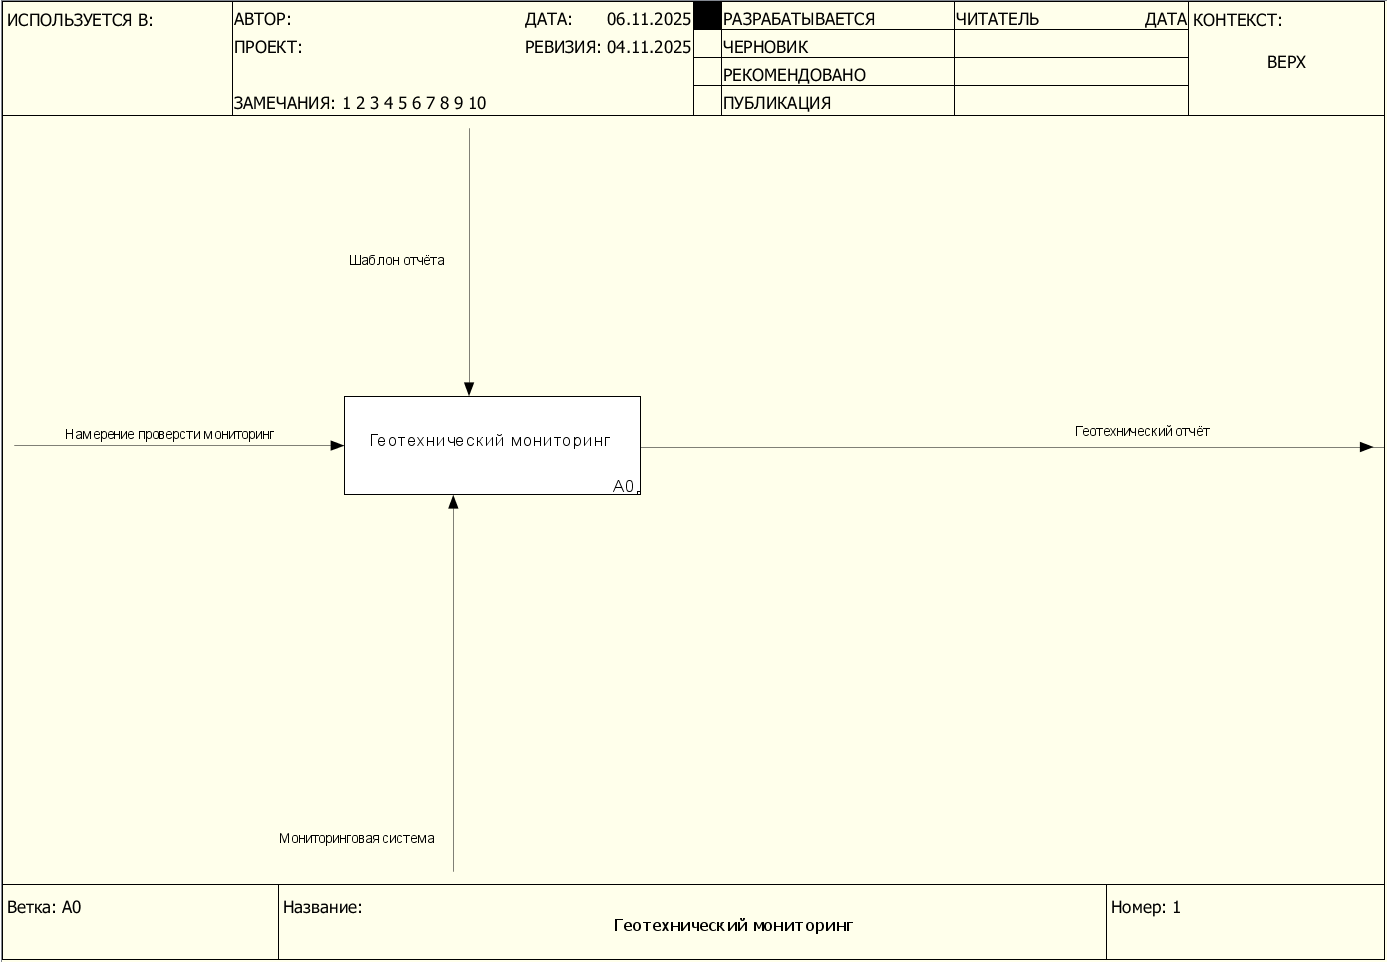 ИСПОЛЬЗУЕТСЯ В:
АВТОР:
ДАТА: 06.11.2025
ПРОЕКТ:
РЕВИЗИЯ: 04.11.2025
ЗАМЕЧАНИЯ: 1 2 3 4 5 6 7 8 9 10
РАЗРАБАТЫВАЕТСЯ
ЧЕРНОВИК
РЕКОМЕНДОВАНО
ПУБЛИКАЦИЯ
ЧИТАТЕЛЬ ДАТА
КОНТЕКСТ:
ВЕРХ
Шаблон отчёта
Намерение проверсти мониторинг
Геотехнический мониторинг
A0
Геотехнический отчёт
Мониторинговая система
Ветка: A0
Название:
Геотехнический мониторинг
Номер: 1